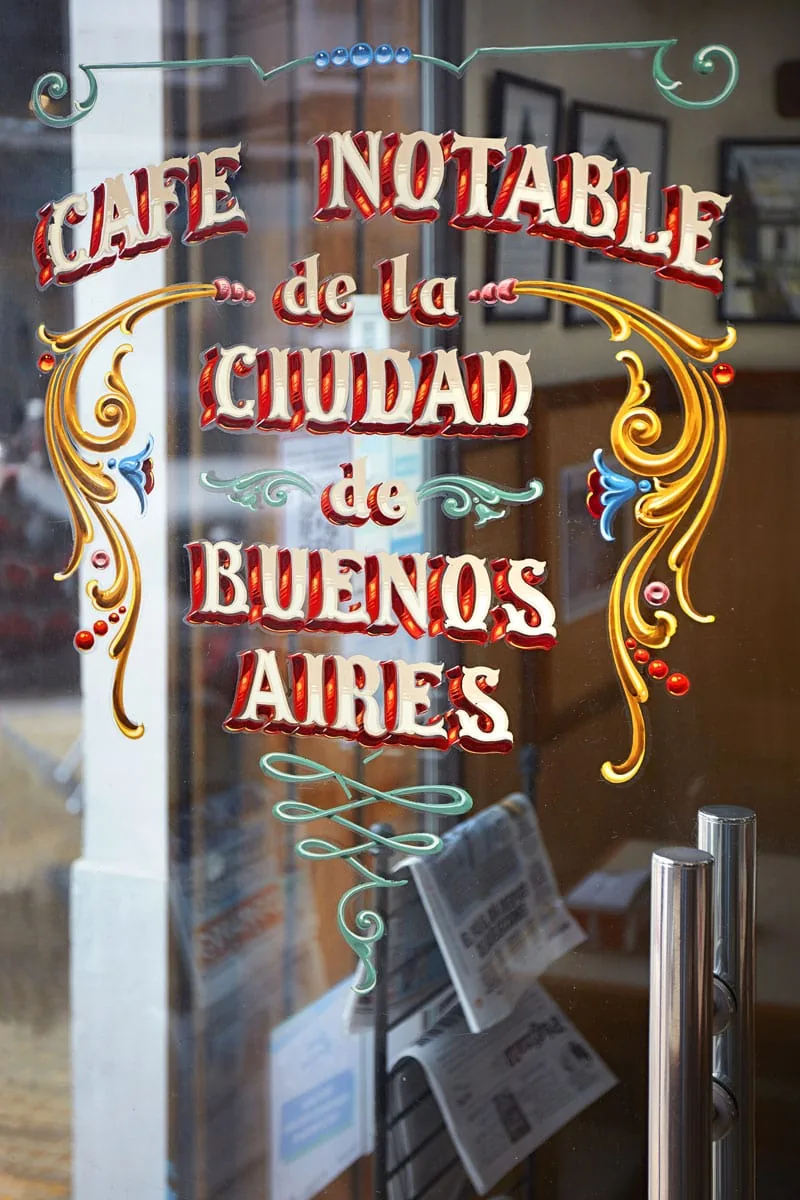 CAFE NOTABLE
de la
CIUDAD
de
BUENOS
AIRES